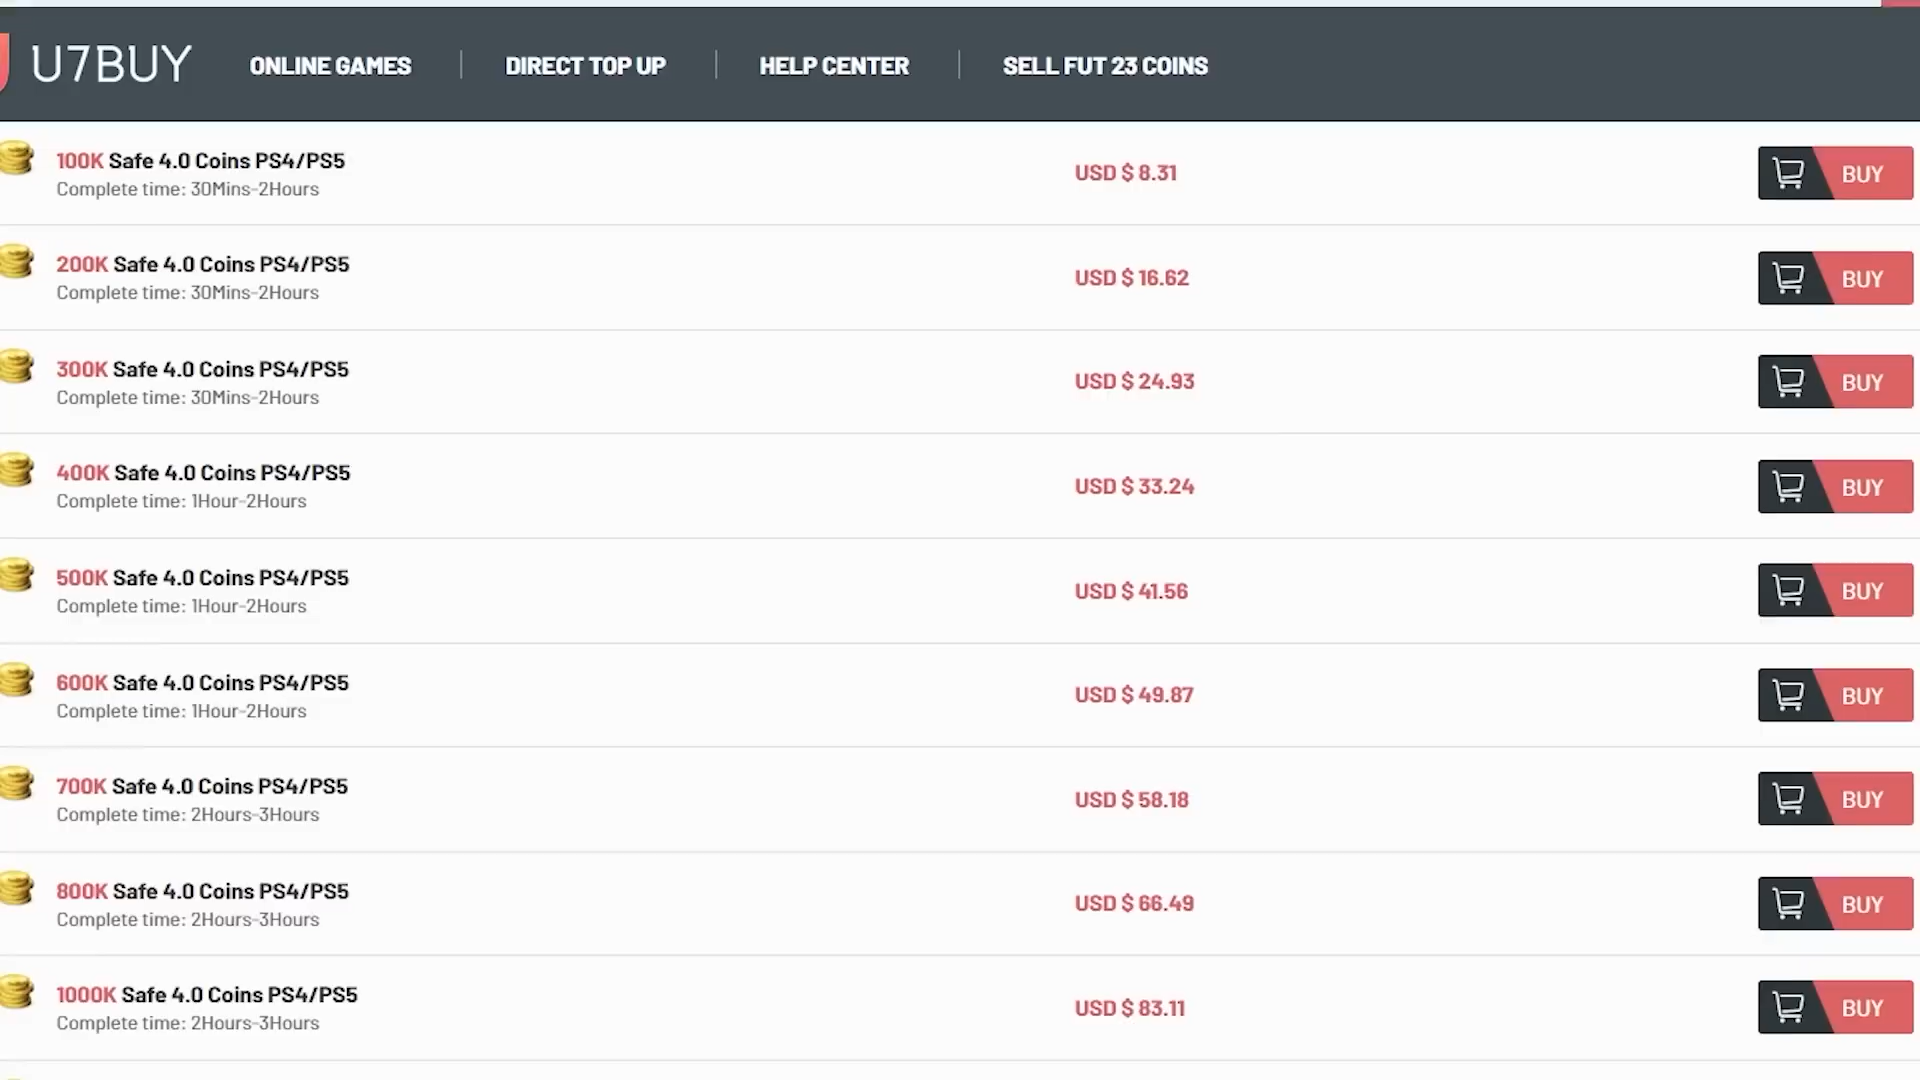 U7BUY
ONLINE GAMES
DIRECT TOP UP
HELP CENTER
SELL FUT 23 COINS
100K Safe 4.0 Coins PS4/PS5
Complete time: 30Mins-2Hours
USD $ 8.31
BUY
200K Safe 4.0 Coins PS4/PS5
Complete time: 30Mins-2Hours
USD $ 16.62
BUY
300K Safe 4.0 Coins PS4/PS5
Complete time: 30Mins-2Hours
USD $ 24.93
BUY
400K Safe 4.0 Coins PS4/PS5
Complete time: 1Hour-2Hours
USD $ 33.24
BUY
500K Safe 4.0 Coins PS4/PS5
Complete time: 1Hour-2Hours
USD $ 41.56
BUY
600K Safe 4.0 Coins PS4/PS5
Complete time: 1Hour-2Hours
USD $ 49.87
BUY
700K Safe 4.0 Coins PS4/PS5
Complete time: 2Hours-3Hours
USD $ 58.18
BUY
800K Safe 4.0 Coins PS4/PS5
Complete time: 2Hours-3Hours
USD $ 66.49
BUY
1000K Safe 4.0 Coins PS4/PS5
Complete time: 2Hours-3Hours
USD $ 83.11
BUY